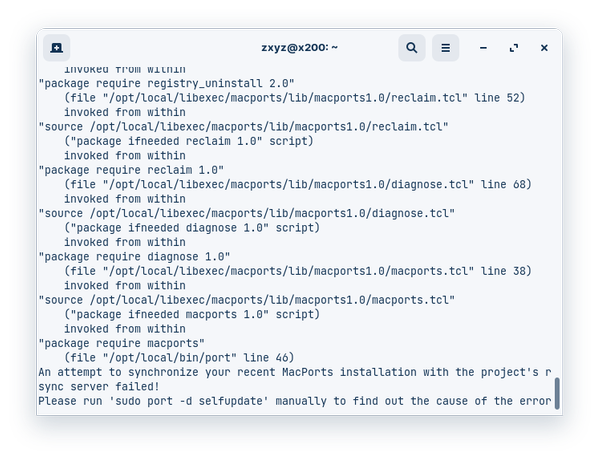 zxyz@x200: ~
invoked from within
"package require registry_uninstall 2.0"
(file "/opt/local/libexec/macports/lib/macports1.0/reclaim.tcl" line 52)
invoked from within
"source /opt/local/libexec/macports/lib/macports1.0/reclaim.tcl"
("package ifneeded reclaim 1.0" script)
invoked from within
"package require reclaim 1.0"
(file "/opt/local/libexec/macports/lib/macports1.0/diagnose.tcl" line 68)
invoked from within
"source /opt/local/libexec/macports/lib/macports1.0/diagnose.tcl"
("package ifneeded diagnose 1.0" script)
invoked from within
"package require diagnose 1.0"
(file "/opt/local/libexec/macports/lib/macports1.0/macports.tcl" line 38)
invoked from within
"source /opt/local/libexec/macports/lib/macports1.0/macports.tcl"
("package ifneeded macports 1.0" script)
invoked from within
"package require macports"
(file "/opt/local/bin/port" line 46)
An attempt to synchronize your recent MacPorts installation with the project's r
sync server failed!
Please run 'sudo port -d selfupdate' manually to find out the cause of the error